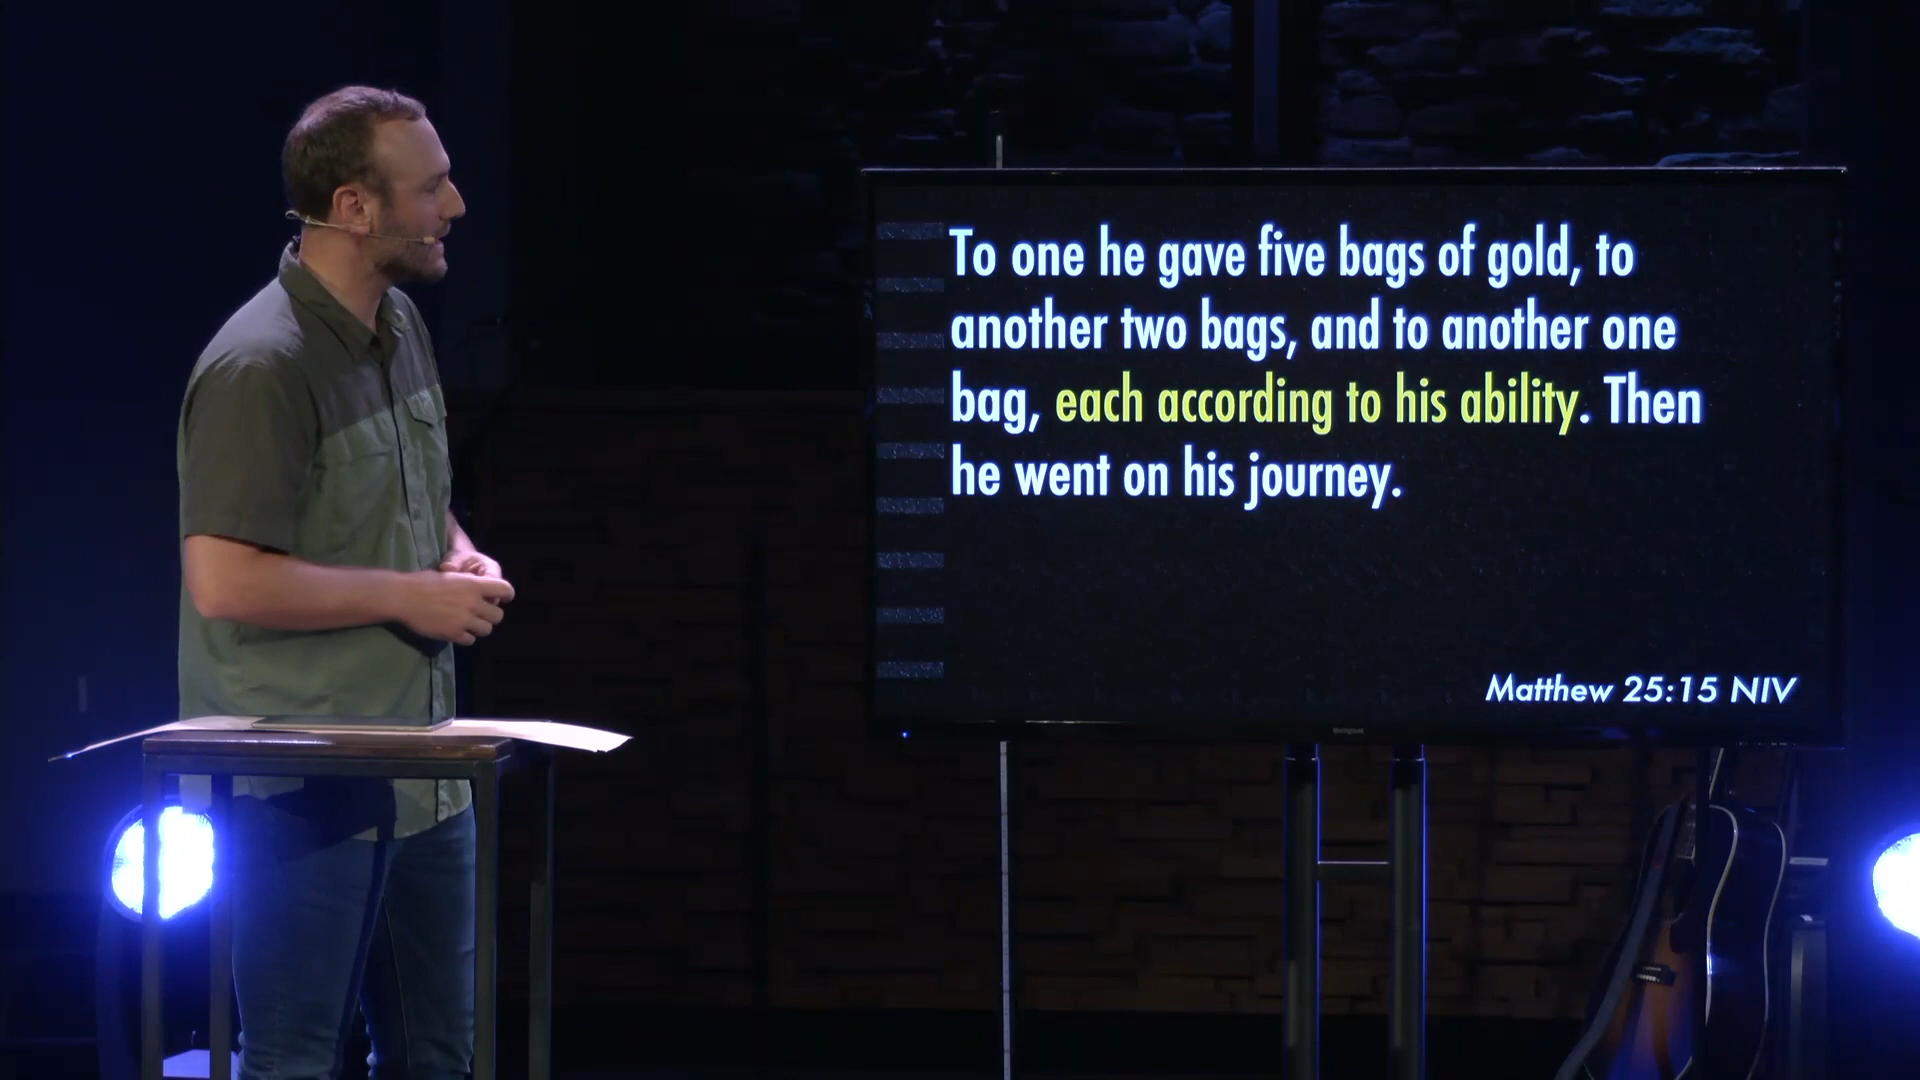 To one he gave five bags of gold, to
another two bags, and to another one
bag, each according to his ability. Then
he went on his journey.
Matthew 25:15 NIV